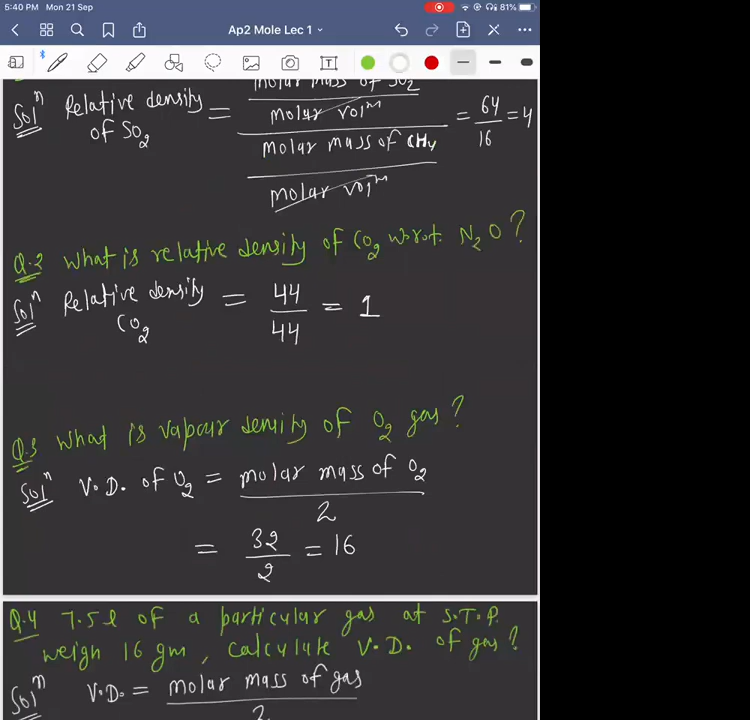 5:40 PM Mon 21 Sep 81%
Ap2 Mole Lec 1
molar mass of SO2
Solⁿ Relative density of SO2 = molar volᵐ = 64/16 = 4
molar mass of CH4
molar volᵐ
Q.2 What is relative density of CO2 w.r.t. N2O?
Solⁿ Relative density CO2 = 44/44 = 1
Q.3 What is vapour density of O2 gas?
Solⁿ V.D. of O2 = molar mass of O2 / 2
= 32/2 = 16
Q.4 7.5l of a particular gas at S.T.P.
weigh 16 gm, calculate V.D. of gas?
Solⁿ V.D. = molar mass of gas
2